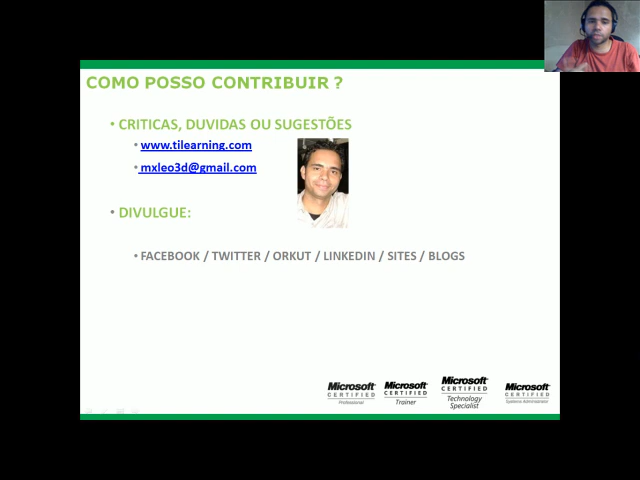 COMO POSSO CONTRIBUIR ?
• CRITICAS, DUVIDAS OU SUGESTÕES
• www.tilearning.com
• mxleo3d@gmail.com
• DIVULGUE:
• FACEBOOK / TWITTER / ORKUT / LINKEDIN / SITES / BLOGS
Microsoft CERTIFIED Professional
Microsoft CERTIFIED Trainer
Microsoft CERTIFIED Technology Specialist
Microsoft CERTIFIED Systems Administrator